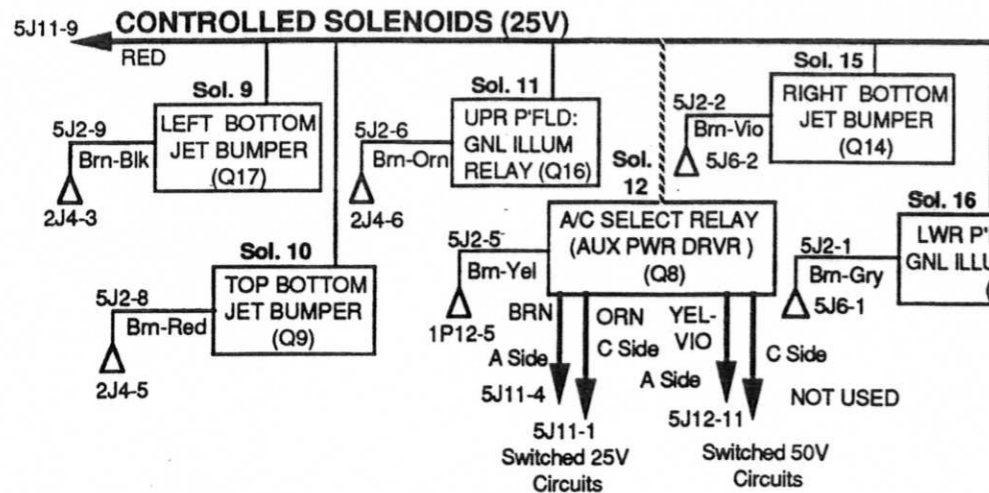 CONTROLLED SOLENOIDS (25V)
5J11-9
RED
Sol. 9
LEFT BOTTOM
JET BUMPER
(Q17)
5J2-9
Brn-Blk
2J4-3
Sol. 10
TOP BOTTOM
JET BUMPER
(Q9)
5J2-8
Brn-Red
2J4-5
Sol. 11
UPR P'FLD:
GNL ILLUM
RELAY (Q16)
5J2-6
Brn-Orn
2J4-6
Sol.
12
A/C SELECT RELAY
(AUX PWR DRVR )
(Q8)
5J2-5
Brn-Yel
1P12-5
BRN
A Side
5J11-4
ORN
C Side
5J11-1
Switched 25V
Circuits
YEL-
VIO
A Side
5J12-11
C Side
NOT USED
Switched 50V
Circuits
Sol. 15
RIGHT BOTTOM
JET BUMPER
(Q14)
5J2-2
Brn-Vio
5J6-2
Sol. 16
LWR P'
GNL ILLU
(
5J2-1
Brn-Gry
5J6-1